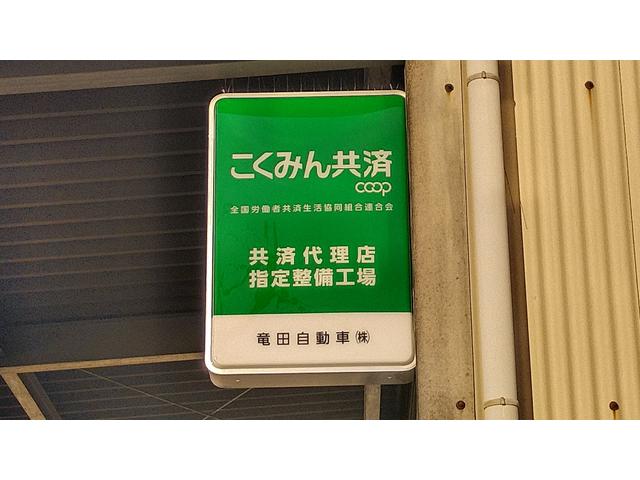 こくみん共済
coop
全国労働者共済生活協同組合連合会
共済代理店
指定整備工場
竜田自動車㈱